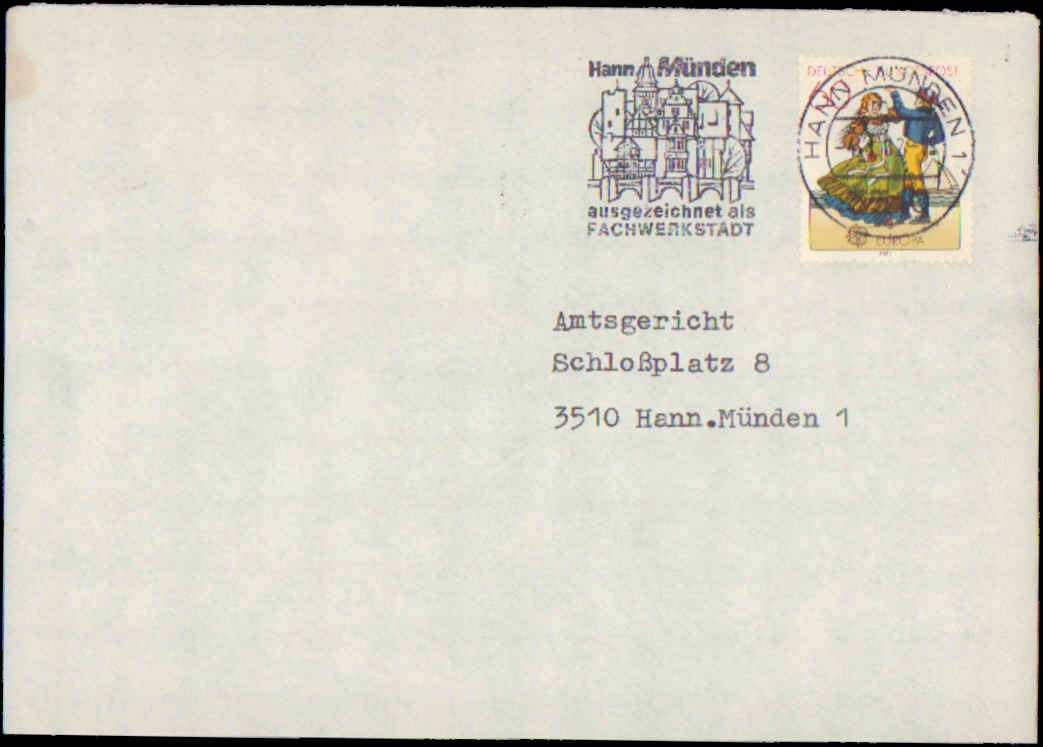 Hann. Münden
ausgezeichnet als
FACHWERKSTADT
DEUTSCHE BUNDESPOST
HANN MÜNDEN 1
EUROPA
Amtsgericht
Schloßplatz 8
3510 Hann.Münden 1